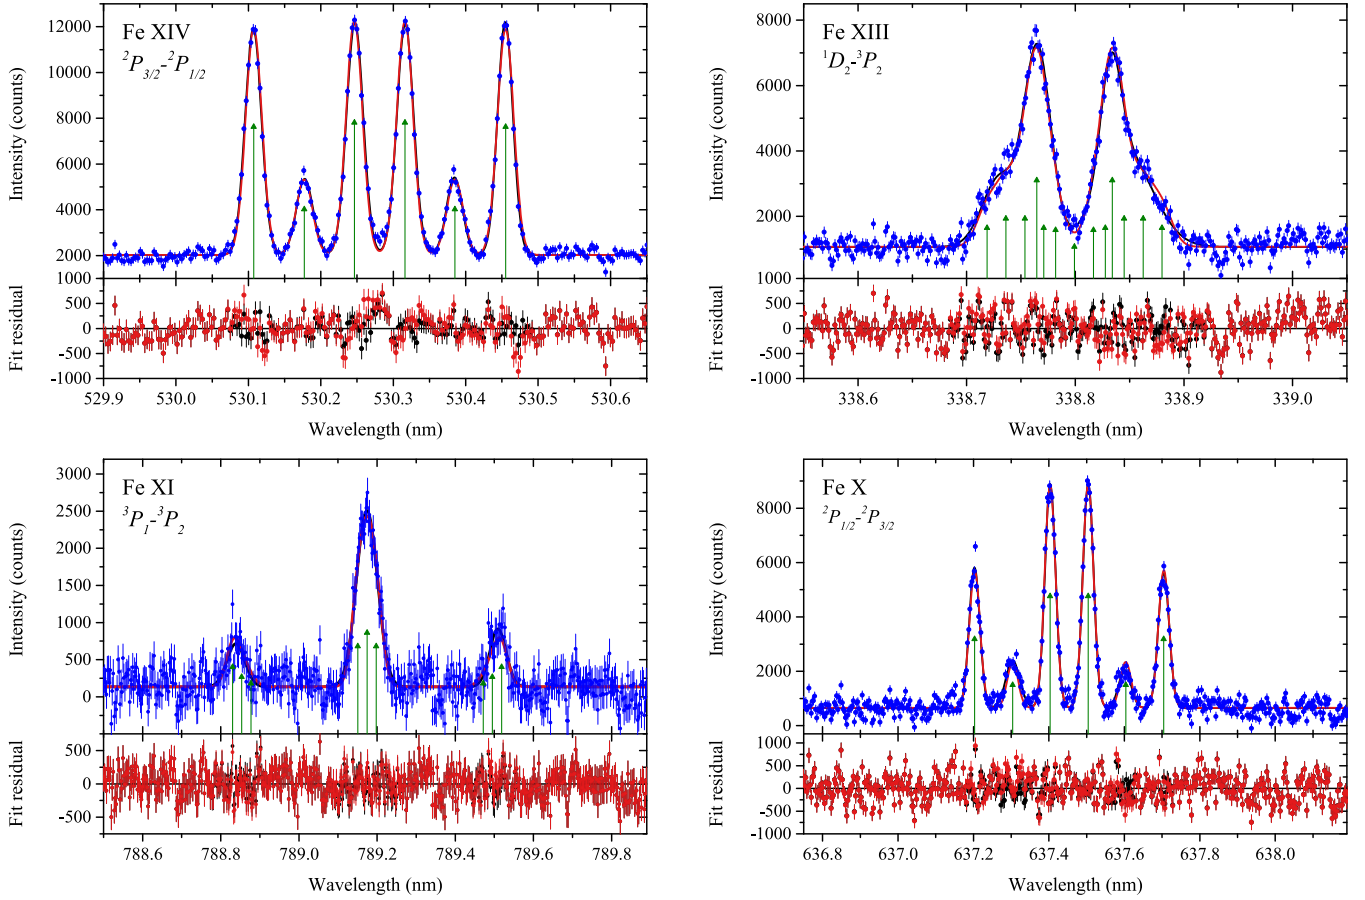 Fe XIV
²P₃/₂-²P₁/₂
Intensity (counts)
12000
10000
8000
6000
4000
2000
1000
Fit residual
500
0
-500
-1000
529.9 530.0 530.1 530.2 530.3 530.4 530.5 530.6
Wavelength (nm)
Fe XIII
¹D₂-³P₂
Intensity (counts)
8000
6000
4000
2000
1000
Fit residual
500
0
-500
-1000
338.6 338.7 338.8 338.9 339.0
Wavelength (nm)
Fe XI
³P₁-³P₂
Intensity (counts)
3000
2500
2000
1500
1000
500
0
Fit residual
500
0
-500
788.6 788.8 789.0 789.2 789.4 789.6 789.8
Wavelength (nm)
Fe X
²P₁/₂-²P₃/₂
Intensity (counts)
8000
6000
4000
2000
0
Fit residual
1000
500
0
-500
-1000
636.8 637.0 637.2 637.4 637.6 637.8 638.0
Wavelength (nm)